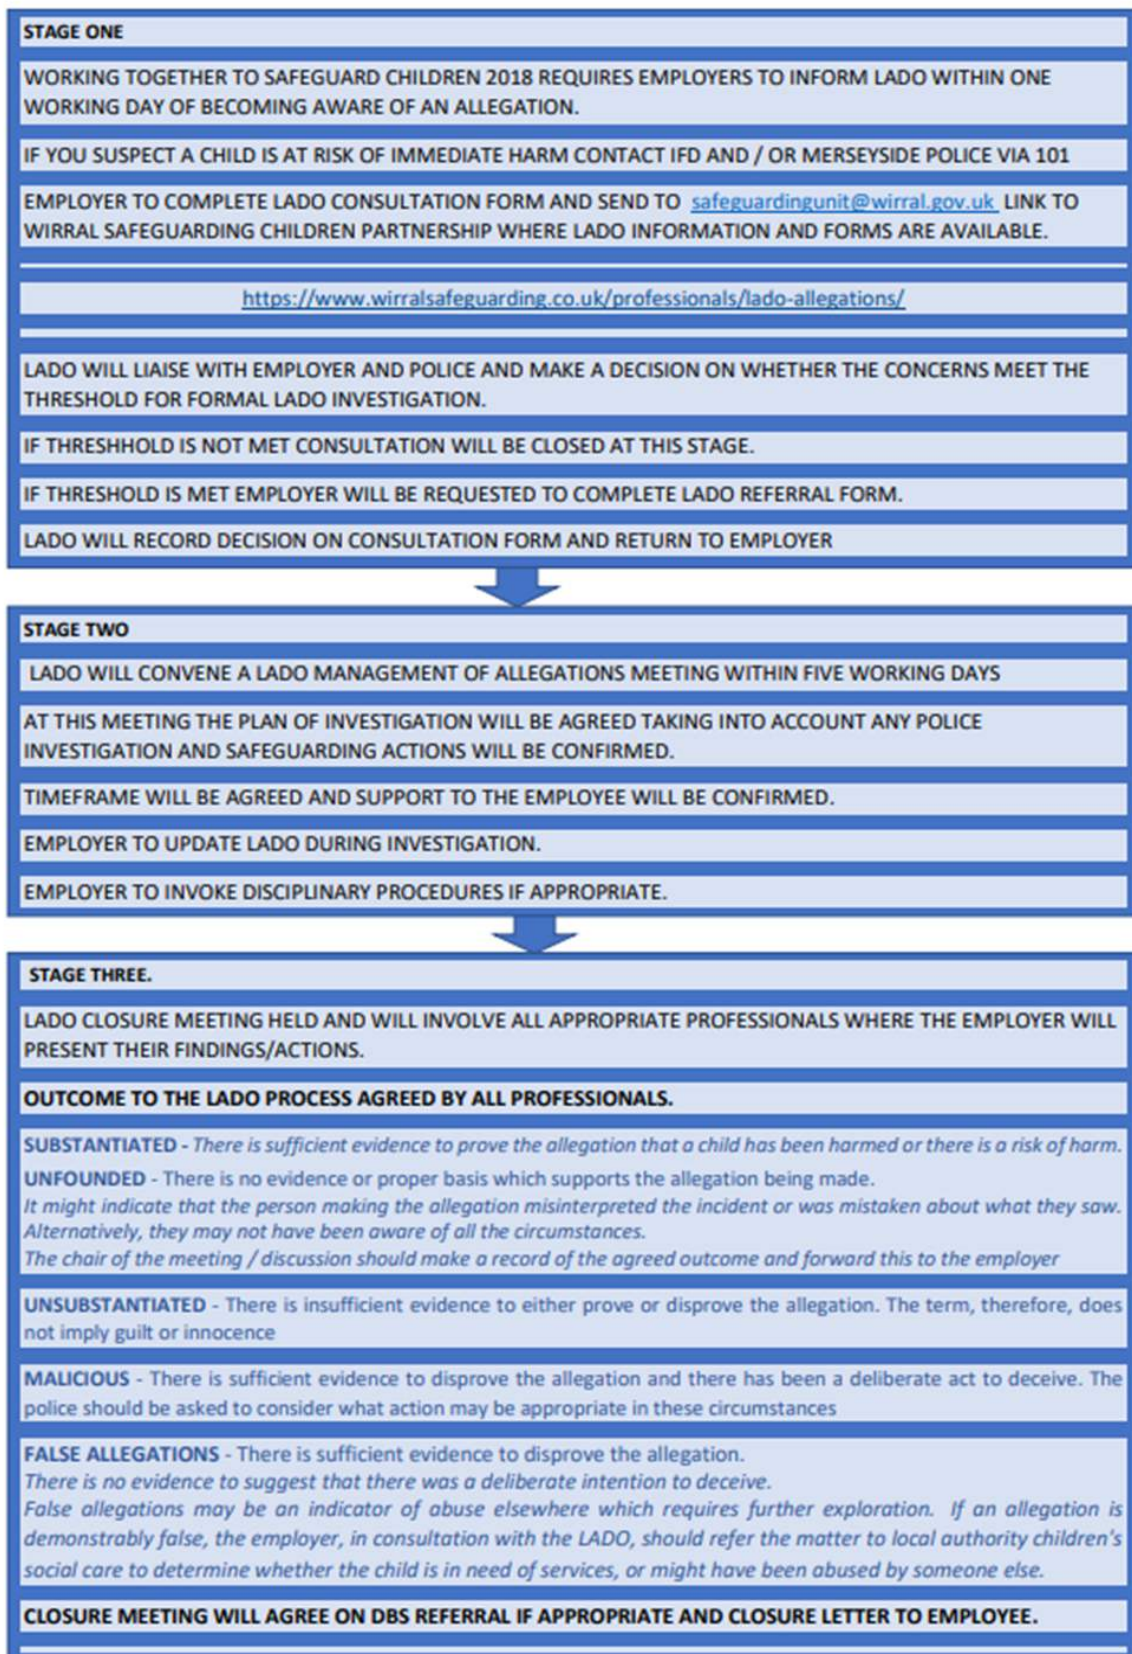 STAGE ONE
WORKING TOGETHER TO SAFEGUARD CHILDREN 2018 REQUIRES EMPLOYERS TO INFORM LADO WITHIN ONE
WORKING DAY OF BECOMING AWARE OF AN ALLEGATION.
IF YOU SUSPECT A CHILD IS AT RISK OF IMMEDIATE HARM CONTACT IFD AND / OR MERSEYSIDE POLICE VIA 101
EMPLOYER TO COMPLETE LADO CONSULTATION FORM AND SEND TO safeguardingunit@wirral.gov.uk LINK TO
WIRRAL SAFEGUARDING CHILDREN PARTNERSHIP WHERE LADO INFORMATION AND FORMS ARE AVAILABLE.
https://www.wirralsafeguarding.co.uk/professionals/lado-allegations/
LADO WILL LIAISE WITH EMPLOYER AND POLICE AND MAKE A DECISION ON WHETHER THE CONCERNS MEET THE
THRESHOLD FOR FORMAL LADO INVESTIGATION.
IF THRESHHOLD IS NOT MET CONSULTATION WILL BE CLOSED AT THIS STAGE.
IF THRESHOLD IS MET EMPLOYER WILL BE REQUESTED TO COMPLETE LADO REFERRAL FORM.
LADO WILL RECORD DECISION ON CONSULTATION FORM AND RETURN TO EMPLOYER
STAGE TWO
LADO WILL CONVENE A LADO MANAGEMENT OF ALLEGATIONS MEETING WITHIN FIVE WORKING DAYS
AT THIS MEETING THE PLAN OF INVESTIGATION WILL BE AGREED TAKING INTO ACCOUNT ANY POLICE
INVESTIGATION AND SAFEGUARDING ACTIONS WILL BE CONFIRMED.
TIMEFRAME WILL BE AGREED AND SUPPORT TO THE EMPLOYEE WILL BE CONFIRMED.
EMPLOYER TO UPDATE LADO DURING INVESTIGATION.
EMPLOYER TO INVOKE DISCIPLINARY PROCEDURES IF APPROPRIATE.
STAGE THREE.
LADO CLOSURE MEETING HELD AND WILL INVOLVE ALL APPROPRIATE PROFESSIONALS WHERE THE EMPLOYER WILL
PRESENT THEIR FINDINGS/ACTIONS.
OUTCOME TO THE LADO PROCESS AGREED BY ALL PROFESSIONALS.
SUBSTANTIATED - There is sufficient evidence to prove the allegation that a child has been harmed or there is a risk of harm.
UNFOUNDED - There is no evidence or proper basis which supports the allegation being made.
It might indicate that the person making the allegation misinterpreted the incident or was mistaken about what they saw.
Alternatively, they may not have been aware of all the circumstances.
The chair of the meeting / discussion should make a record of the agreed outcome and forward this to the employer
UNSUBSTANTIATED - There is insufficient evidence to either prove or disprove the allegation. The term, therefore, does
not imply guilt or innocence
MALICIOUS - There is sufficient evidence to disprove the allegation and there has been a deliberate act to deceive. The
police should be asked to consider what action may be appropriate in these circumstances
FALSE ALLEGATIONS - There is sufficient evidence to disprove the allegation.
There is no evidence to suggest that there was a deliberate intention to deceive.
False allegations may be an indicator of abuse elsewhere which requires further exploration. If an allegation is
demonstrably false, the employer, in consultation with the LADO, should refer the matter to local authority children's
social care to determine whether the child is in need of services, or might have been abused by someone else.
CLOSURE MEETING WILL AGREE ON DBS REFERRAL IF APPROPRIATE AND CLOSURE LETTER TO EMPLOYEE.